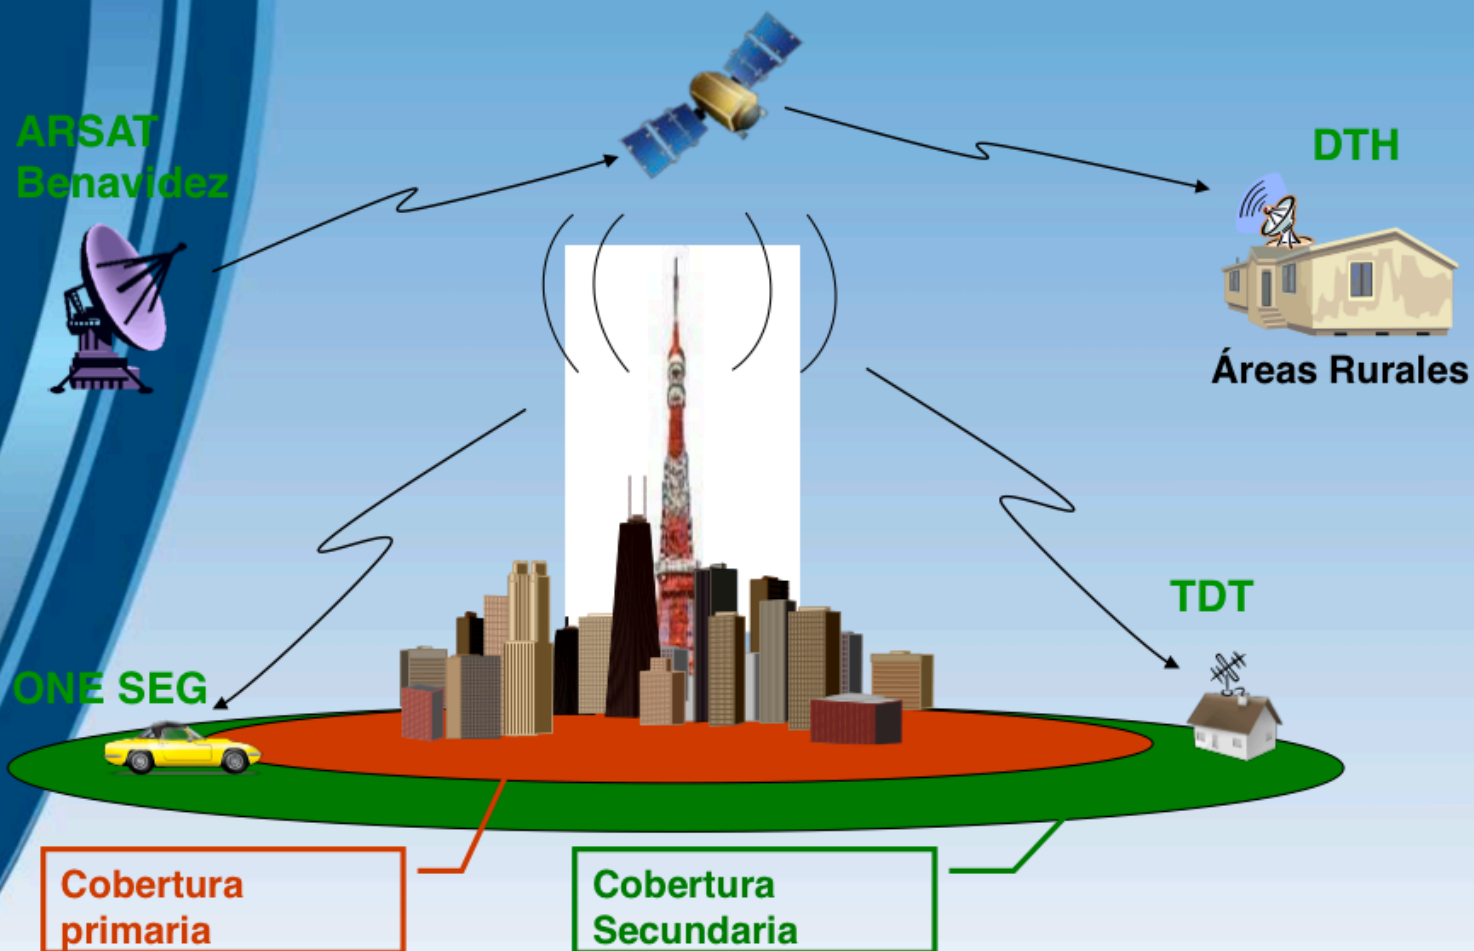 ARSAT
Benavidez
DTH
Áreas Rurales
TDT
ONE SEG
Cobertura
primaria
Cobertura
Secundaria